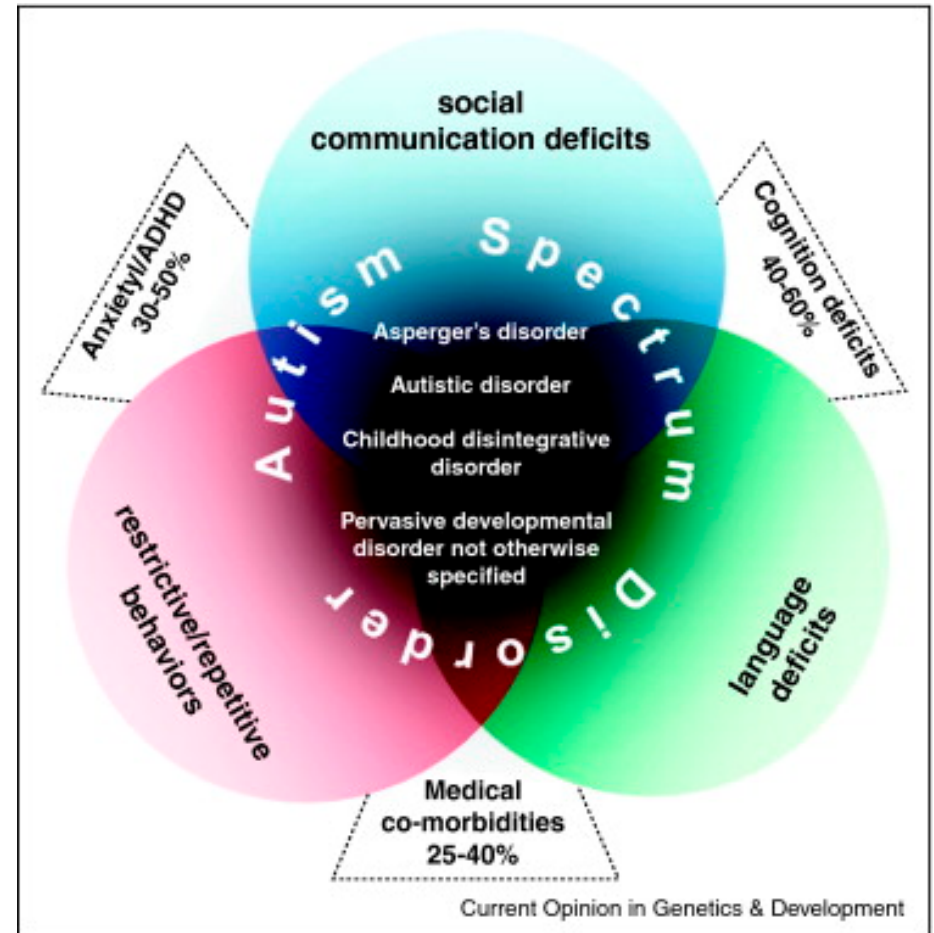 social
communication deficits
Anxietyl/ADHD
30-50%
Cognition deficits
40-60%
Autism Spectrum
Disorder
Asperger's disorder
Autistic disorder
Childhood disintegrative
disorder
Pervasive developmental
disorder not otherwise
specified
restrictive/repetitive
behaviors
language
deficits
Medical
co-morbidities
25-40%
Current Opinion in Genetics & Development